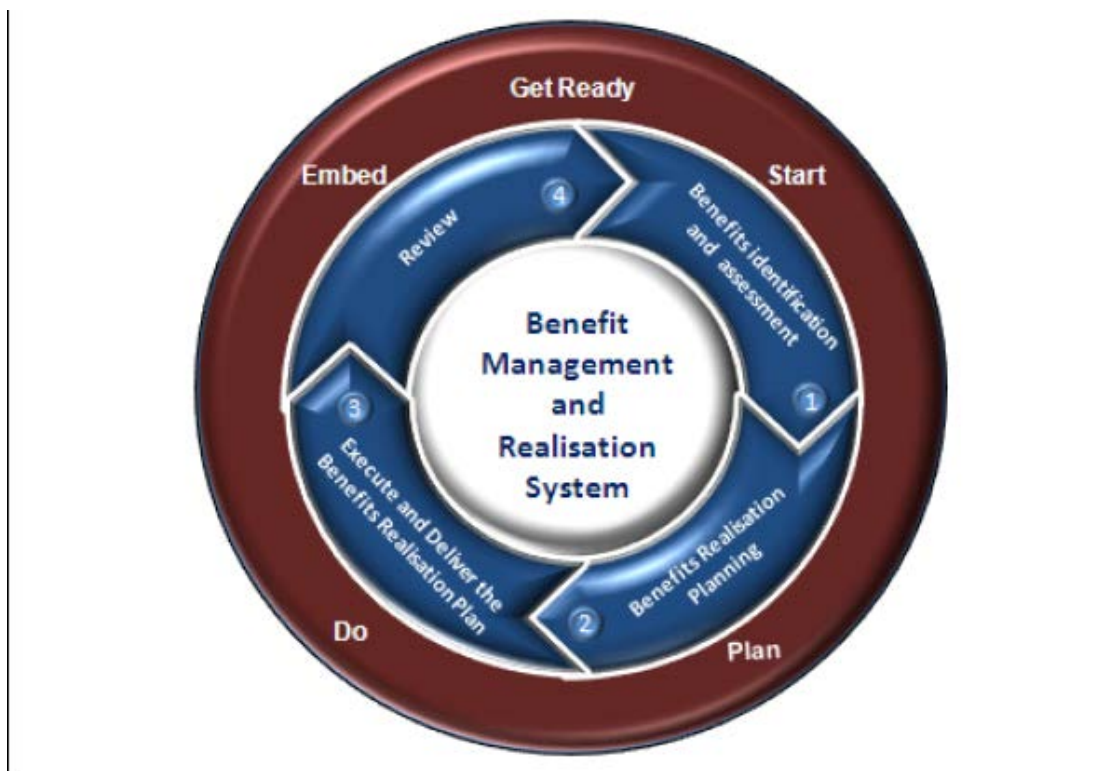 Get Ready
Start
Plan
Do
Embed
Benefits identification
and assessment
1
2
Benefits Realisation
Planning
3
Execute and Deliver the
Benefits Realisation Plan
4
Review
Benefit
Management
and
Realisation
System